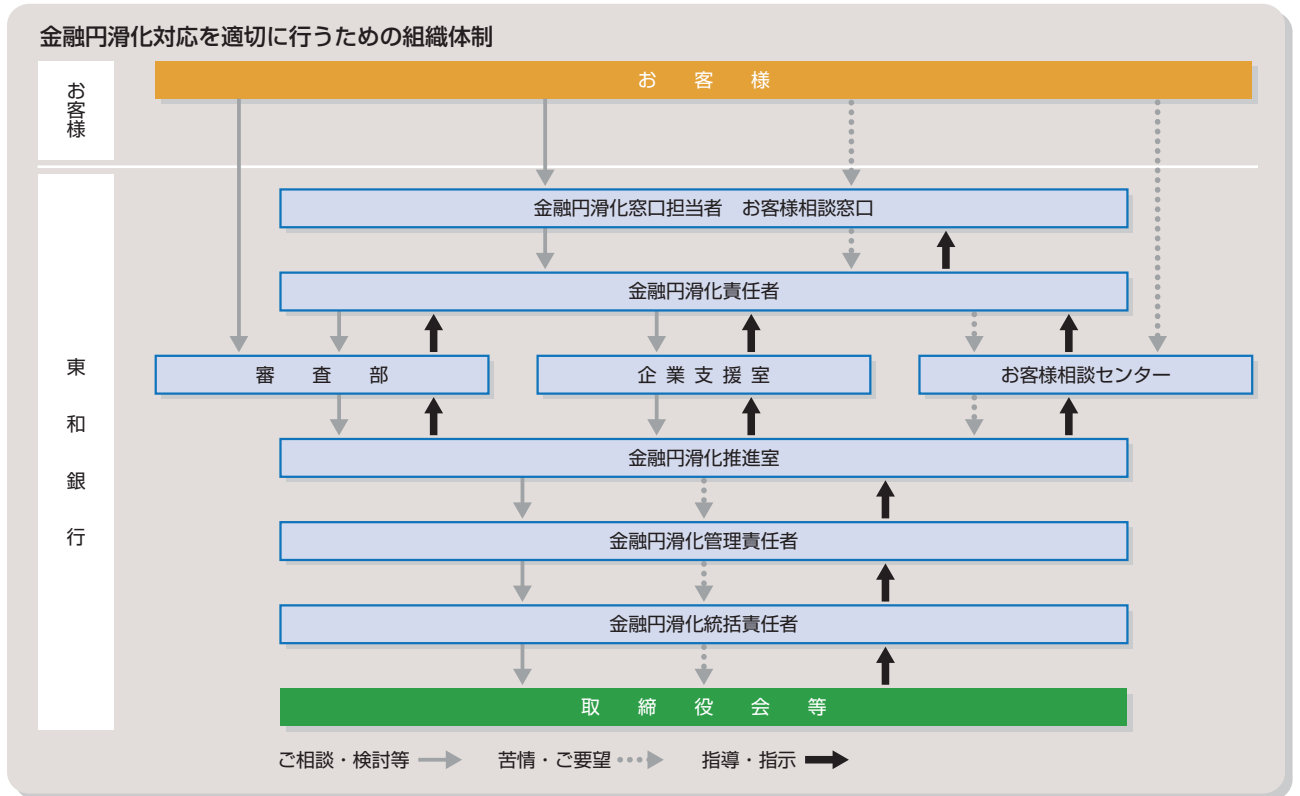 金融円滑化対応を適切に行うための組織体制
お客様
お客様
東和銀行
金融円滑化窓口担当者 お客様相談窓口
金融円滑化責任者
審査部
企業支援室
お客様相談センター
金融円滑化推進室
金融円滑化管理責任者
金融円滑化統括責任者
取締役会等
ご相談・検討等
苦情・ご要望
指導・指示